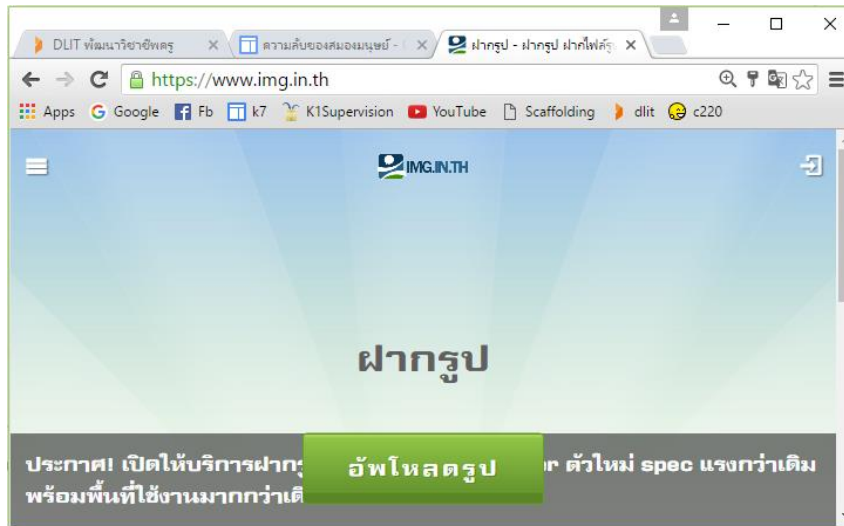 DLIT พัฒนาวิชาชีพครู
ความลับของสมองมนุษย์ -
ฝากรูป - ฝากรูป ฝากไฟล์รู
https://www.img.in.th
Apps Google Fb k7 K1Supervision YouTube Scaffolding dlit c220
IMG.IN.TH
ฝากรูป
ประกาศ! เปิดให้บริการฝากรู
อัพโหลดรูป
ตัวใหม่ spec แรงกว่าเดิม
พร้อมพื้นที่ใช้งานมากกว่าเดิ